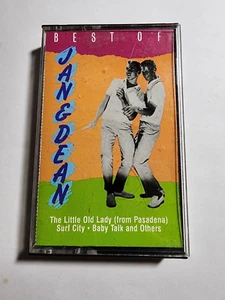 BEST OF
JAN & DEAN
The Little Old Lady (from Pasadena)
Surf City • Baby Talk and Others